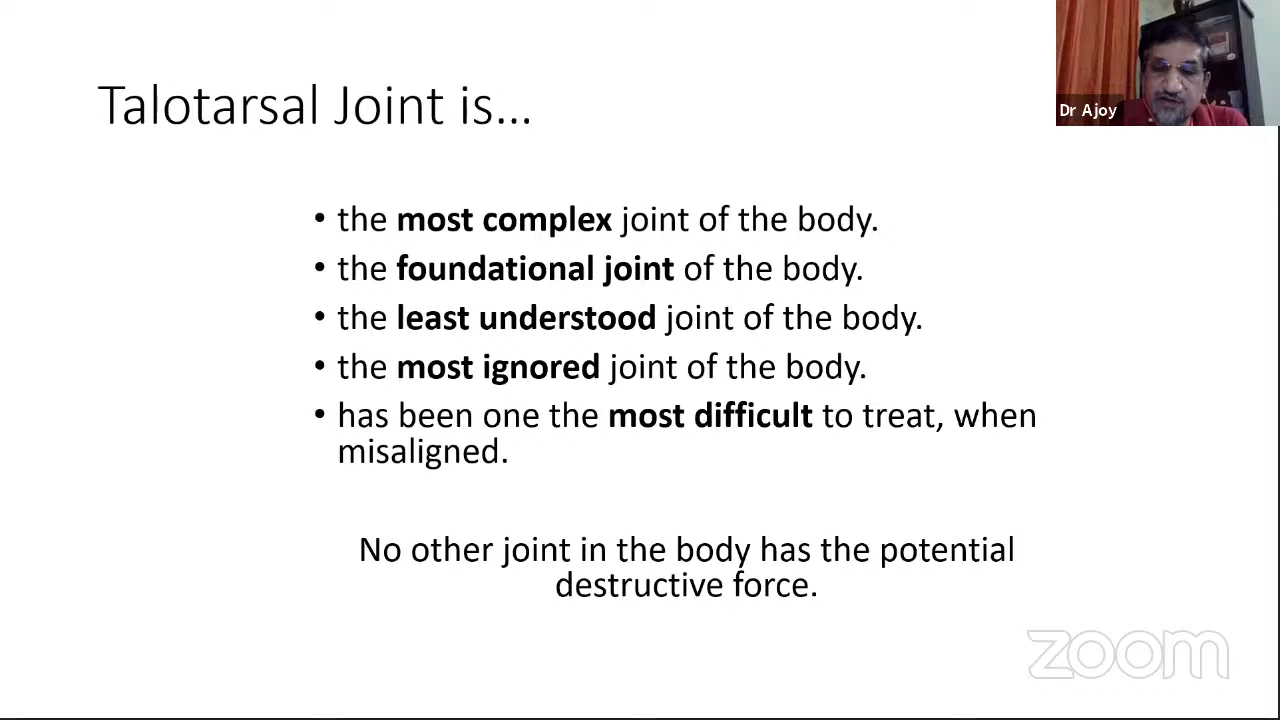 Dr Ajoy
Talotarsal Joint is...
• the most complex joint of the body.
• the foundational joint of the body.
• the least understood joint of the body.
• the most ignored joint of the body.
• has been one the most difficult to treat, when
misaligned.
No other joint in the body has the potential
destructive force.
zoom